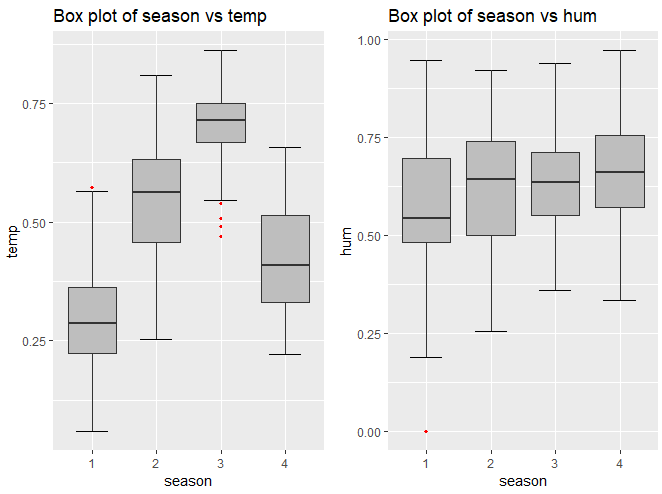 Box plot of season vs temp
temp
0.75
0.50
0.25
1 2 3 4
season
Box plot of season vs hum
hum
1.00
0.75
0.50
0.25
0.00
1 2 3 4
season